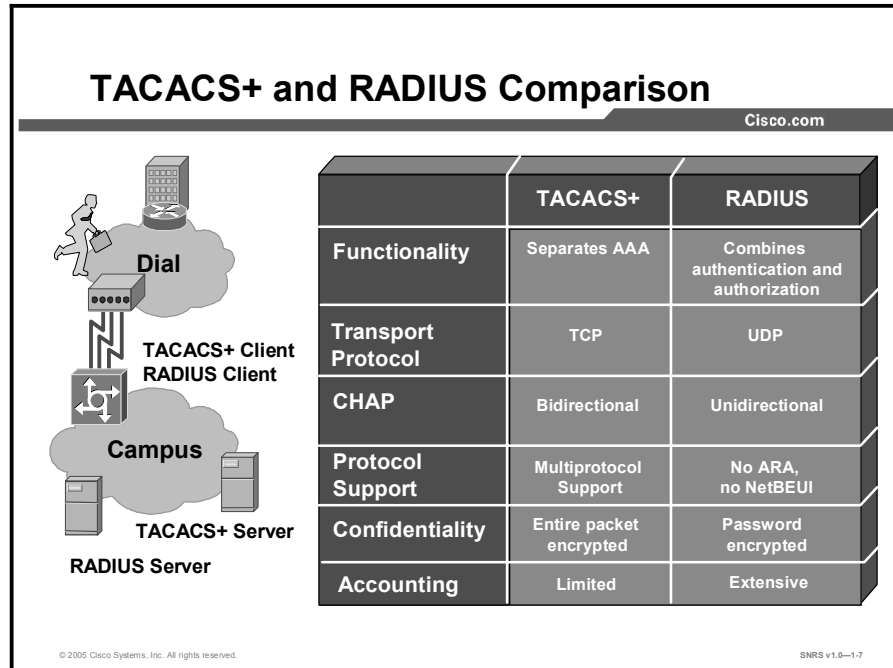 TACACS+ and RADIUS Comparison
Cisco.com
Dial
TACACS+ Client
RADIUS Client
Campus
TACACS+ Server
RADIUS Server
TACACS+
RADIUS
Functionality
Separates AAA
Combines
authentication and
authorization
Transport
Protocol
TCP
UDP
CHAP
Bidirectional
Unidirectional
Protocol
Support
Multiprotocol
Support
No ARA,
no NetBEUI
Confidentiality
Entire packet
encrypted
Password
encrypted
Accounting
Limited
Extensive
© 2005 Cisco Systems, Inc. All rights reserved.
SNRS v1.0—1-7